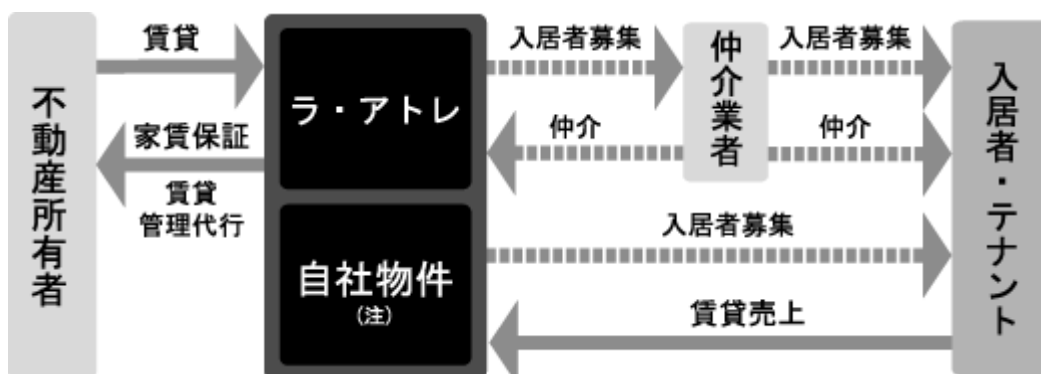 不動産所有者
賃貸
家賃保証
賃貸
管理代行
ラ・アトレ
自社物件
(注)
入居者募集
仲介
仲介業者
入居者募集
仲介
入居者募集
賃貸売上
入居者・テナント